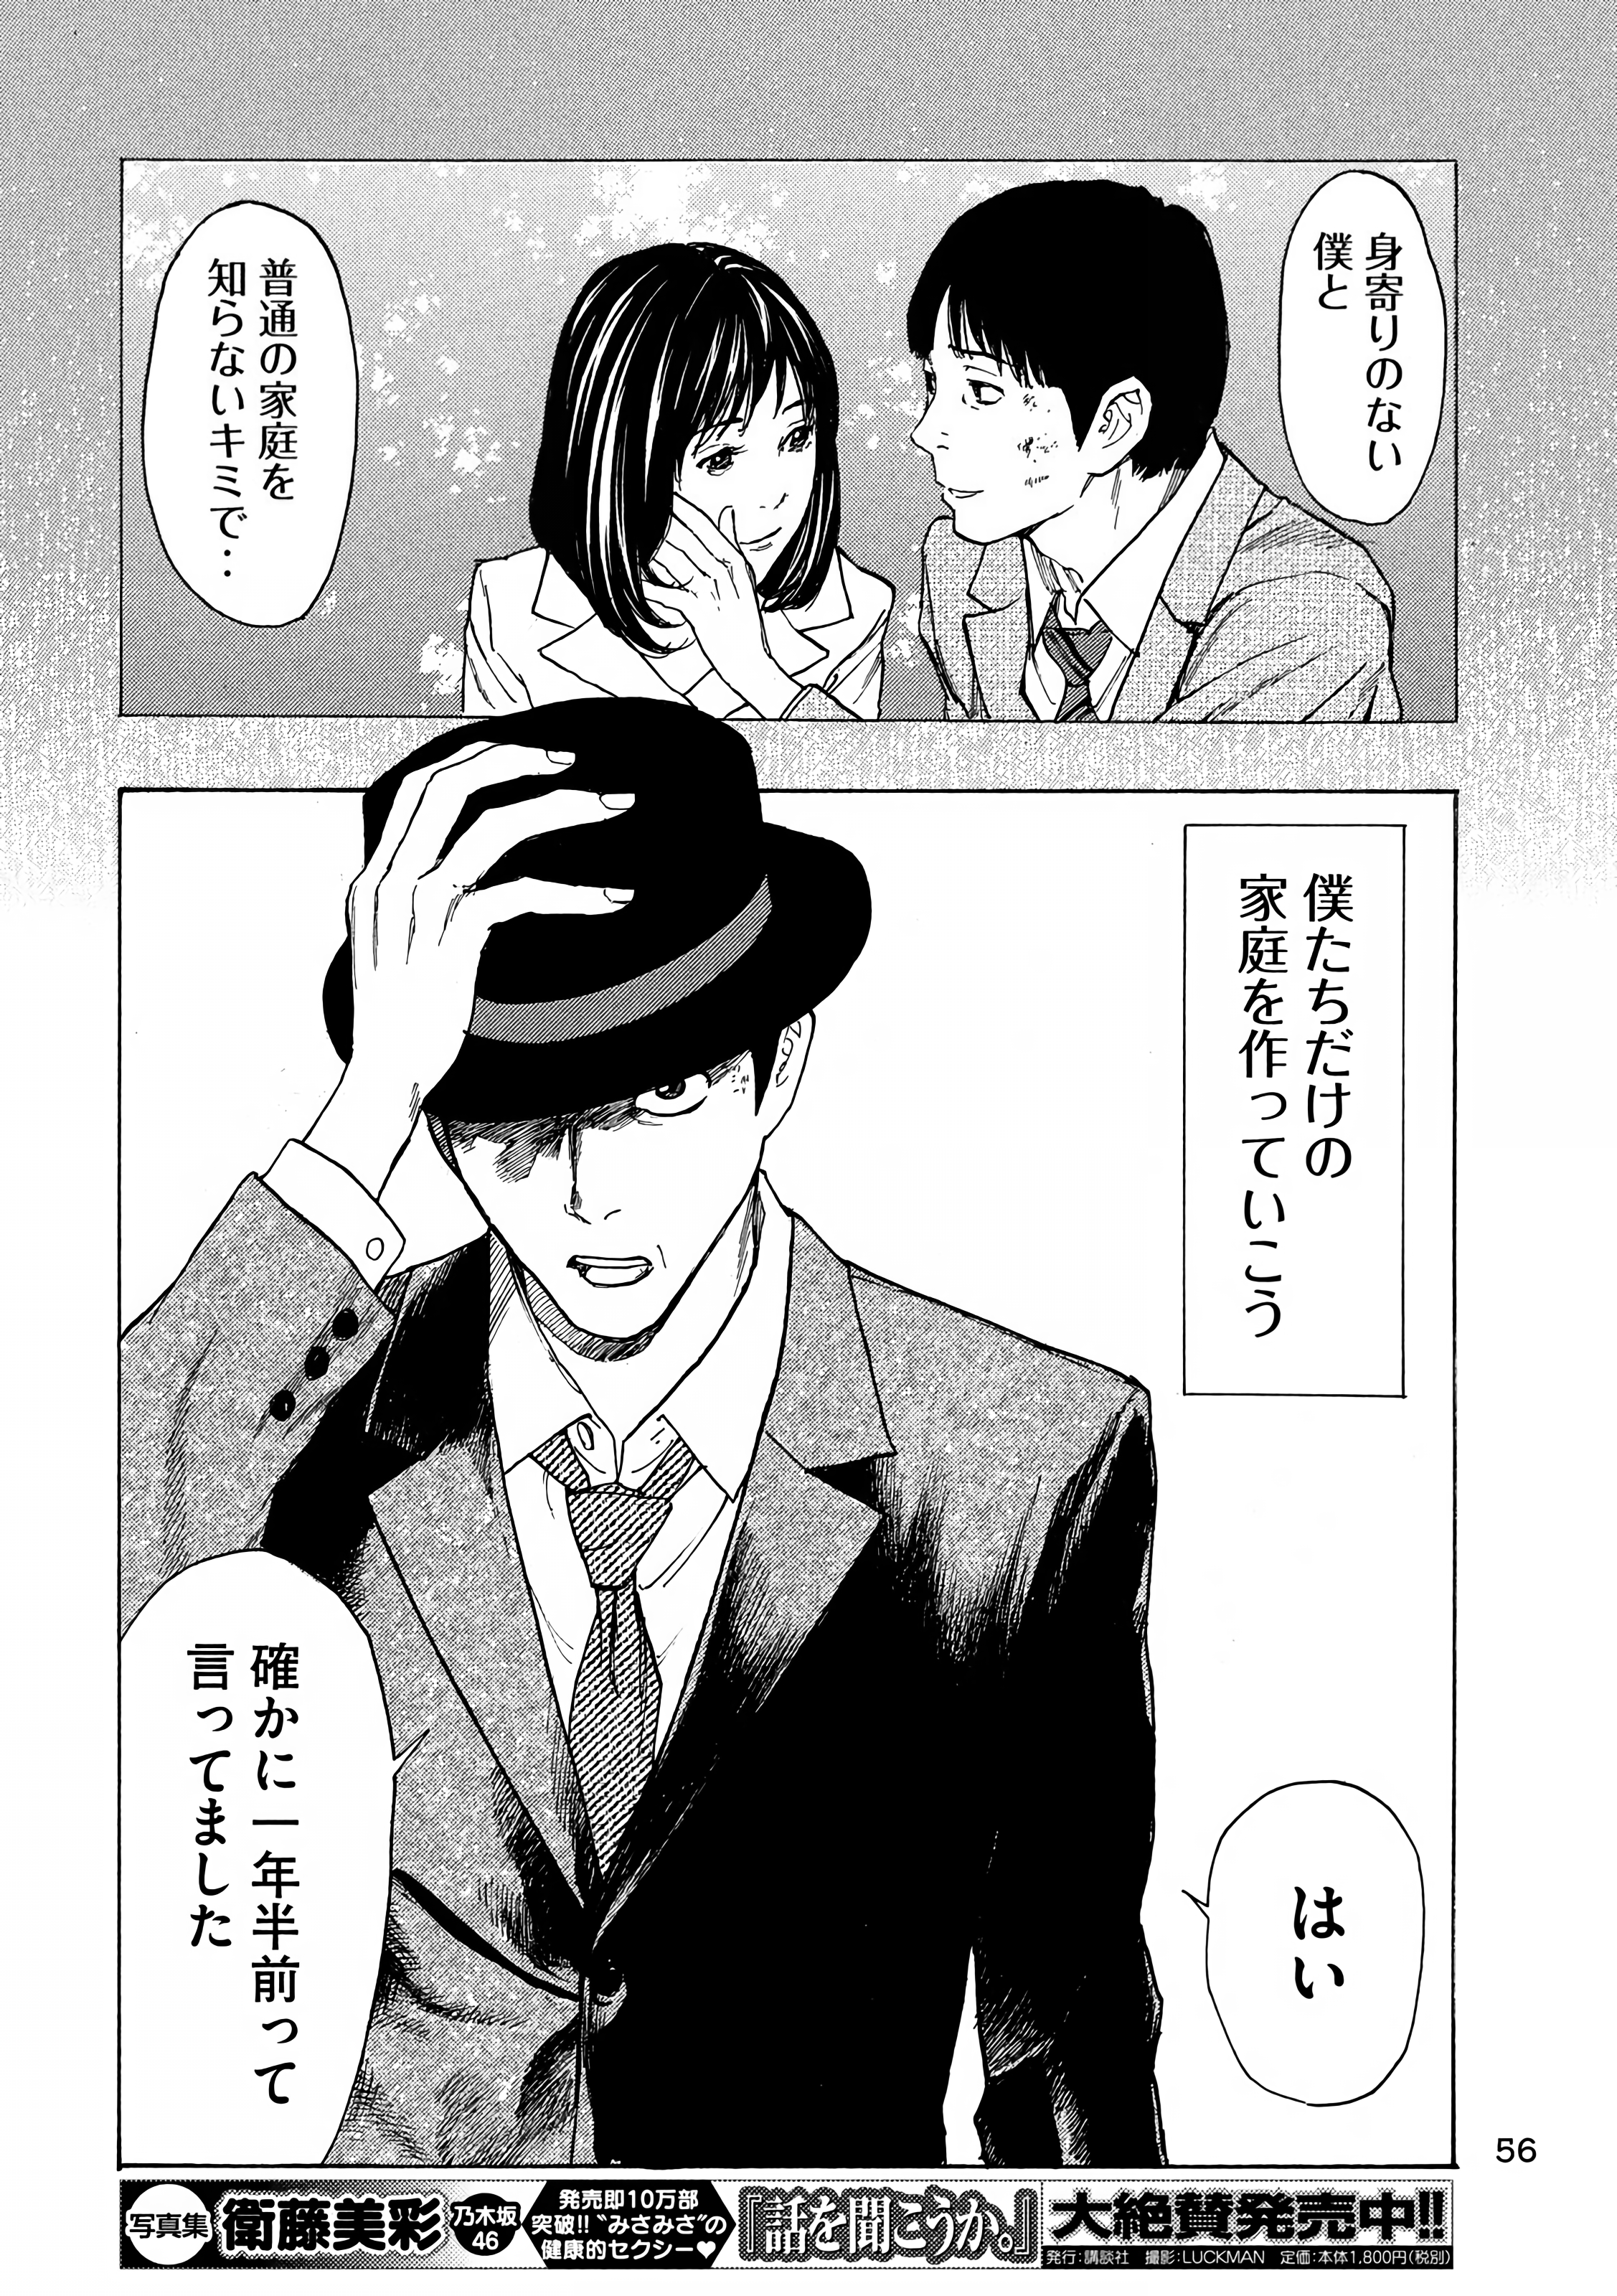 身寄りのない
僕と
普通の家庭を
知らないキミで‥
僕たちだけの
家庭を作っていこう
はい
確かに一年半前って
言ってました
56
写真集
衛藤美彩
乃木坂
46
発売即10万部
突破!!〝みさみさ〟の
健康的セクシー♥
『話を聞こうか。』
大絶賛発売中!!
発行:講談社 撮影:LUCKMAN 定価:本体1,800円(税別)